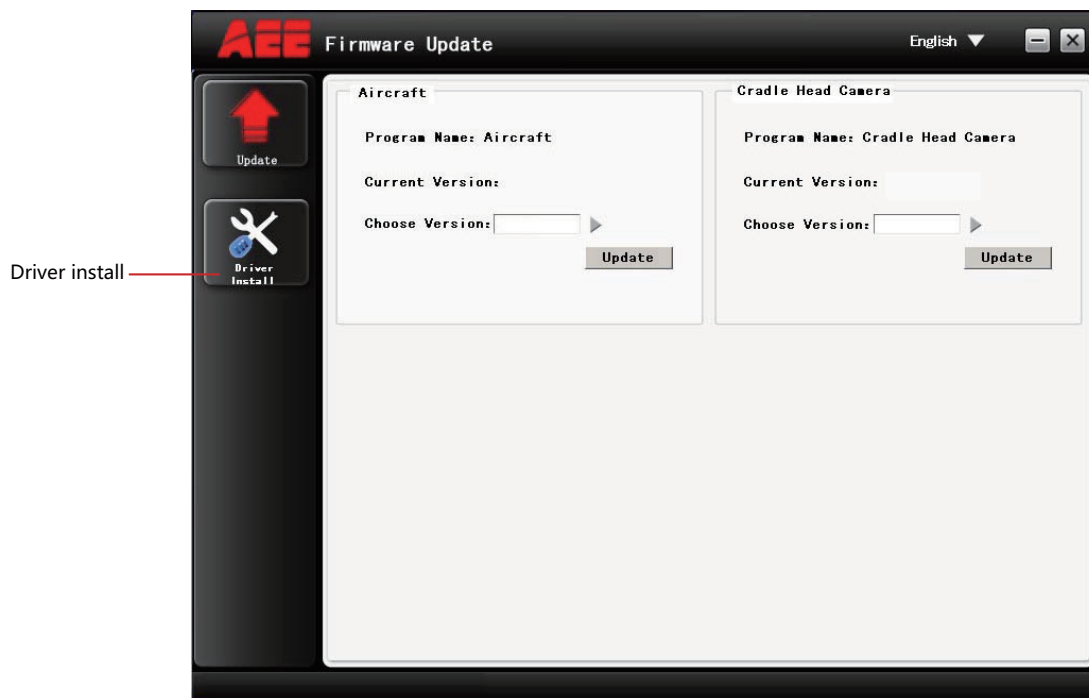 AEE Firmware Update
English
Update
Driver
Install
Driver install
Aircraft
Program Name: Aircraft
Current Version:
Choose Version:
Update
Cradle Head Camera
Program Name: Cradle Head Camera
Current Version:
Choose Version:
Update